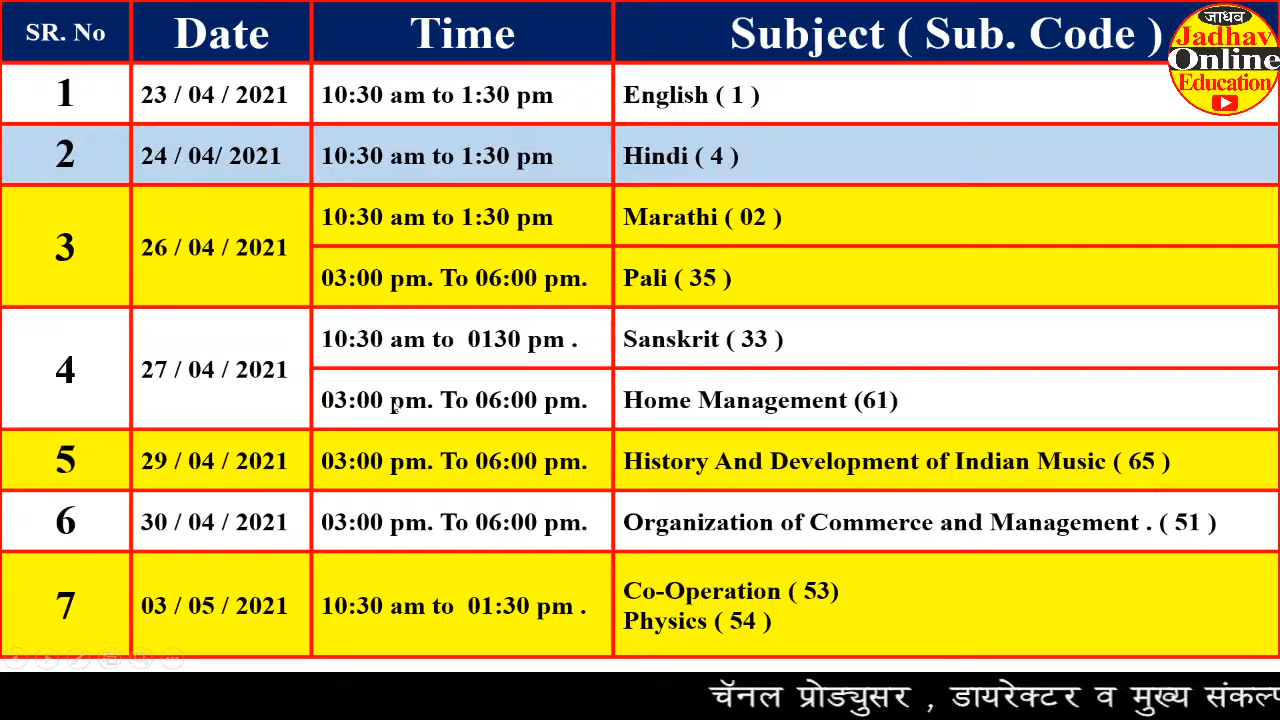 SR. No Date Time Subject ( Sub. Code )
जाधव
Jadhav
Online
Education
1 23 / 04 / 2021 10:30 am to 1:30 pm English ( 1 )
2 24 / 04/ 2021 10:30 am to 1:30 pm Hindi ( 4 )
3 26 / 04 / 2021 10:30 am to 1:30 pm Marathi ( 02 )
03:00 pm. To 06:00 pm. Pali ( 35 )
4 27 / 04 / 2021 10:30 am to 0130 pm . Sanskrit ( 33 )
03:00 pm. To 06:00 pm. Home Management (61)
5 29 / 04 / 2021 03:00 pm. To 06:00 pm. History And Development of Indian Music ( 65 )
6 30 / 04 / 2021 03:00 pm. To 06:00 pm. Organization of Commerce and Management . ( 51 )
7 03 / 05 / 2021 10:30 am to 01:30 pm . Co-Operation ( 53)
Physics ( 54 )
चॅनल प्रोड्युसर , डायरेक्टर व मुख्य संकल्प